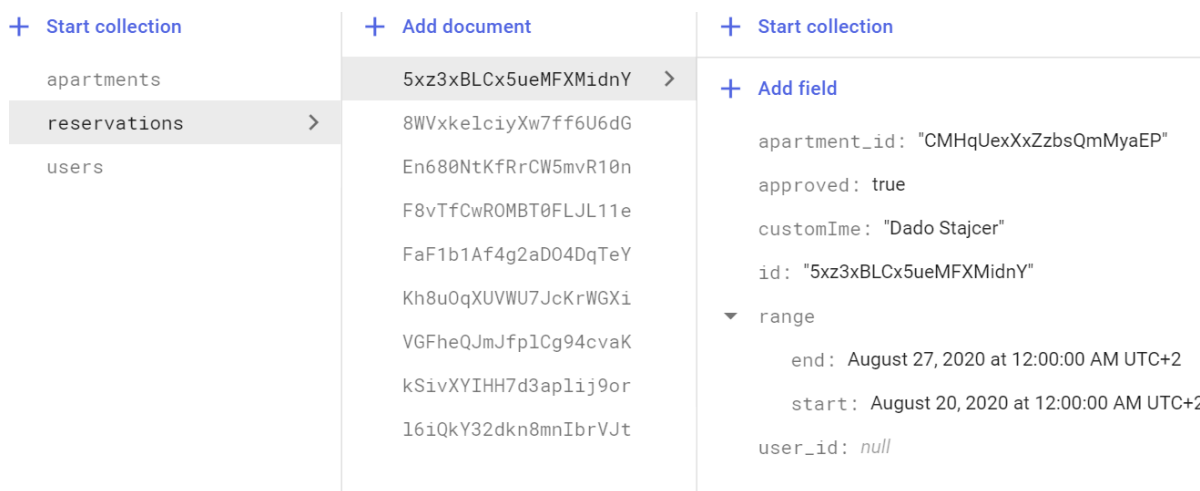 Start collection
apartments
reservations
users
Add document
5xz3xBLCx5ueMFXMidnY
8WVxkelciyXw7ff6U6dG
En680NtKfRrCW5mvR10n
F8vTfCwROMBT0FLJL11e
FaF1b1Af4g2aDO4DqTeY
Kh8uOqXUVWU7JcKrWGXi
VGFheQJmJfplCg94cvaK
kSivXYIHH7d3aplij9or
l6iQkY32dkn8mnIbrVJt
Start collection
Add field
apartment_id: "CMHqUexXxZzbsQmMyaEP"
approved: true
customIme: "Dado Stajcer"
id: "5xz3xBLCx5ueMFXMidnY"
range
end: August 27, 2020 at 12:00:00 AM UTC+2
start: August 20, 2020 at 12:00:00 AM UTC+2
user_id: null